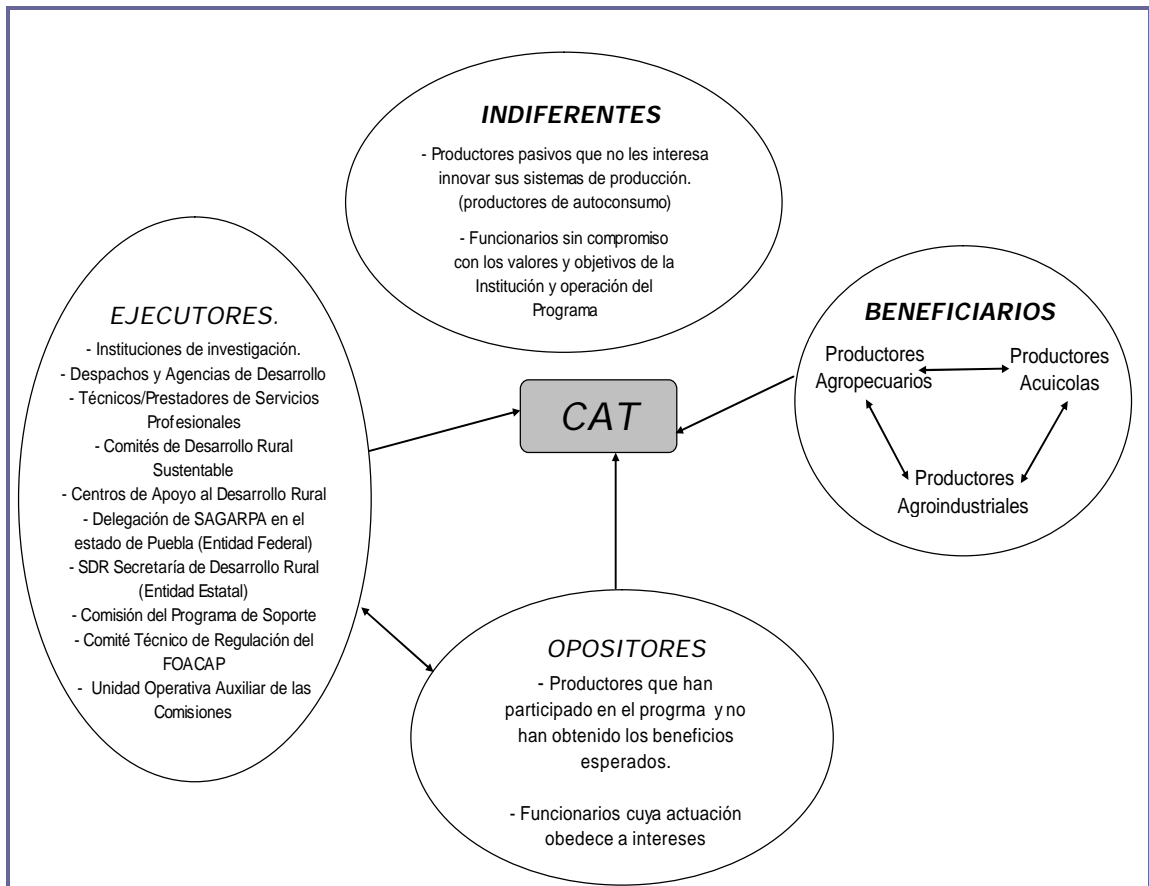 INDIFERENTES
- Productores pasivos que no les interesa
innovar sus sistemas de producción.
(productores de autoconsumo)
- Funcionarios sin compromiso
con los valores y objetivos de la
Institución y operación del
Programa
EJECUTORES.
- Instituciones de investigación.
- Despachos y Agencias de Desarrollo
- Técnicos/Prestadores de Servicios
Profesionales
- Comités de Desarrollo Rural
Sustentable
- Centros de Apoyo al Desarrollo Rural
- Delegación de SAGARPA en el
estado de Puebla (Entidad Federal)
- SDR Secretaría de Desarrollo Rural
(Entidad Estatal)
- Comisión del Programa de Soporte
- Comité Técnico de Regulación del
FOACAP
- Unidad Operativa Auxiliar de las
Comisiones
CAT
BENEFICIARIOS
Productores
Agropecuarios
Productores
Acuicolas
Productores
Agroindustriales
OPOSITORES
- Productores que han
participado en el progrma y no
han obtenido los beneficios
esperados.
- Funcionarios cuya actuación
obedece a intereses